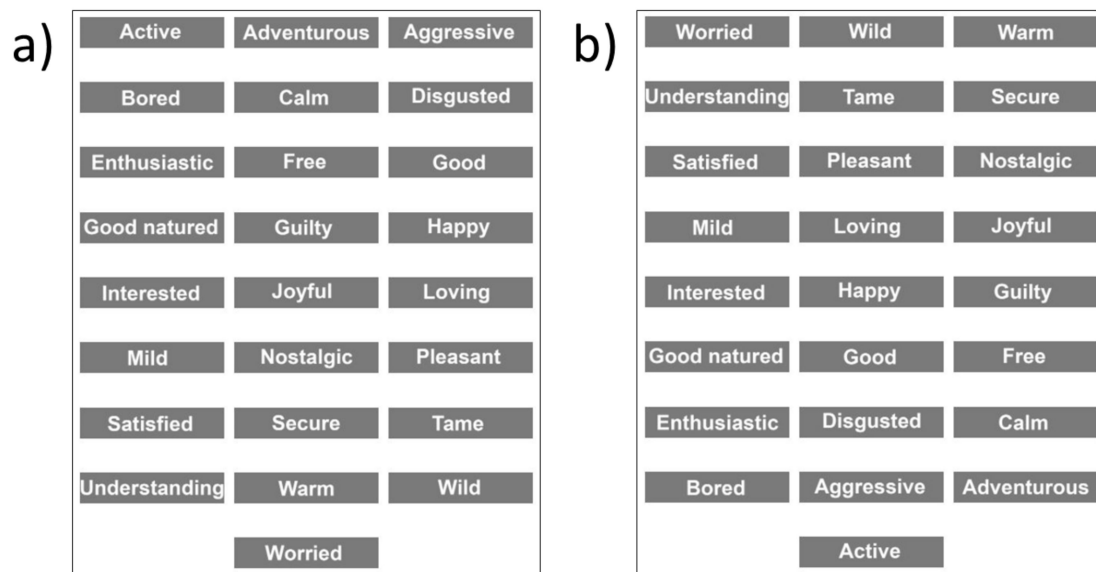 a)
Active Adventurous Aggressive
Bored Calm Disgusted
Enthusiastic Free Good
Good natured Guilty Happy
Interested Joyful Loving
Mild Nostalgic Pleasant
Satisfied Secure Tame
Understanding Warm Wild
Worried
b)
Worried Wild Warm
Understanding Tame Secure
Satisfied Pleasant Nostalgic
Mild Loving Joyful
Interested Happy Guilty
Good natured Good Free
Enthusiastic Disgusted Calm
Bored Aggressive Adventurous
Active